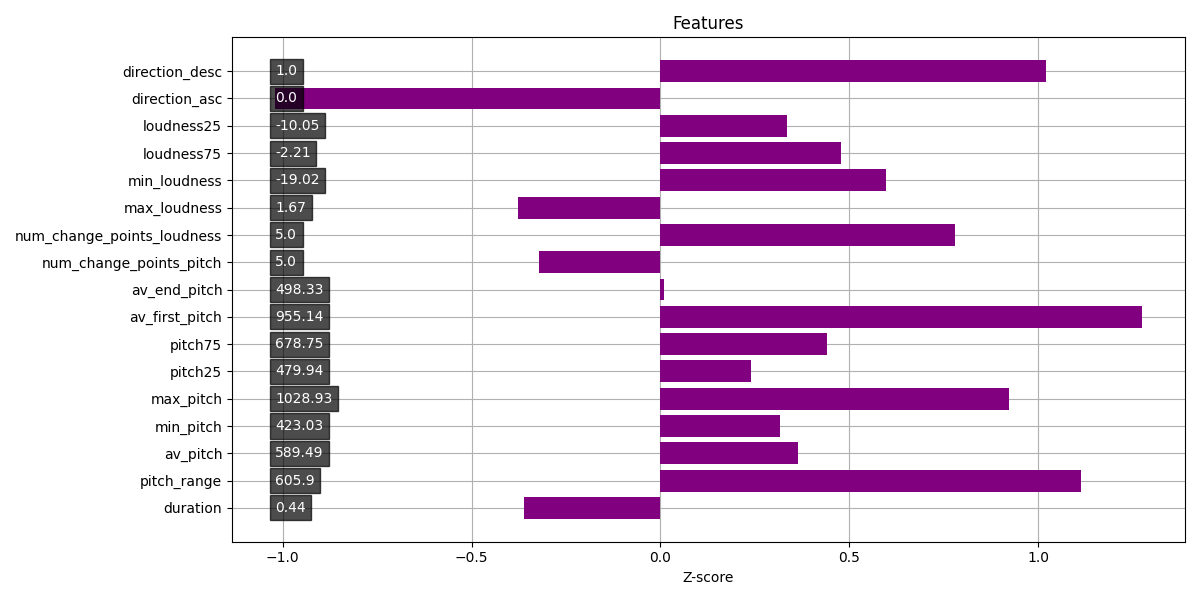 Features
direction_desc 1.0
direction_asc 0.0
loudness25 -10.05
loudness75 -2.21
min_loudness -19.02
max_loudness 1.67
num_change_points_loudness 5.0
num_change_points_pitch 5.0
av_end_pitch 498.33
av_first_pitch 955.14
pitch75 678.75
pitch25 479.94
max_pitch 1028.93
min_pitch 423.03
av_pitch 589.49
pitch_range 605.9
duration 0.44
−1.0 −0.5 0.0 0.5 1.0
Z-score